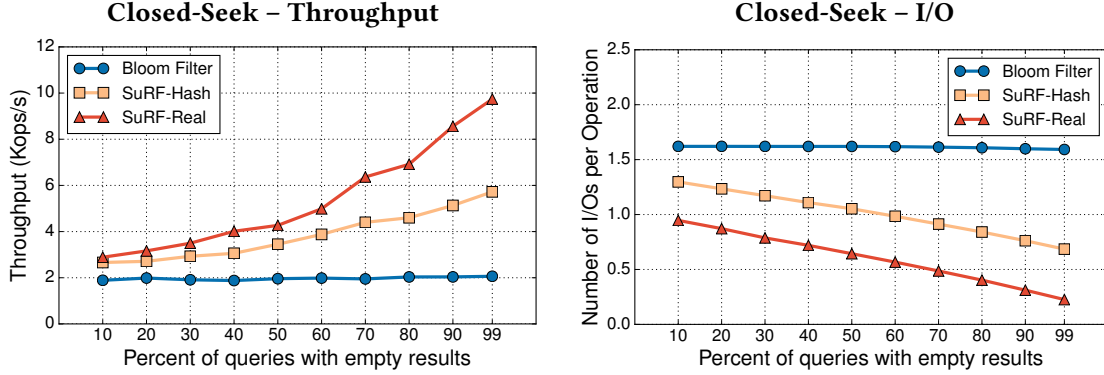 Closed-Seek – Throughput
Throughput (Kops/s)
12
10
8
6
4
2
0
Bloom Filter
SuRF-Hash
SuRF-Real
10 20 30 40 50 60 70 80 90 99
Percent of queries with empty results
Closed-Seek – I/O
Number of I/Os per Operation
2.5
2.0
1.5
1.0
0.5
0.0
Bloom Filter
SuRF-Hash
SuRF-Real
10 20 30 40 50 60 70 80 90 99
Percent of queries with empty results